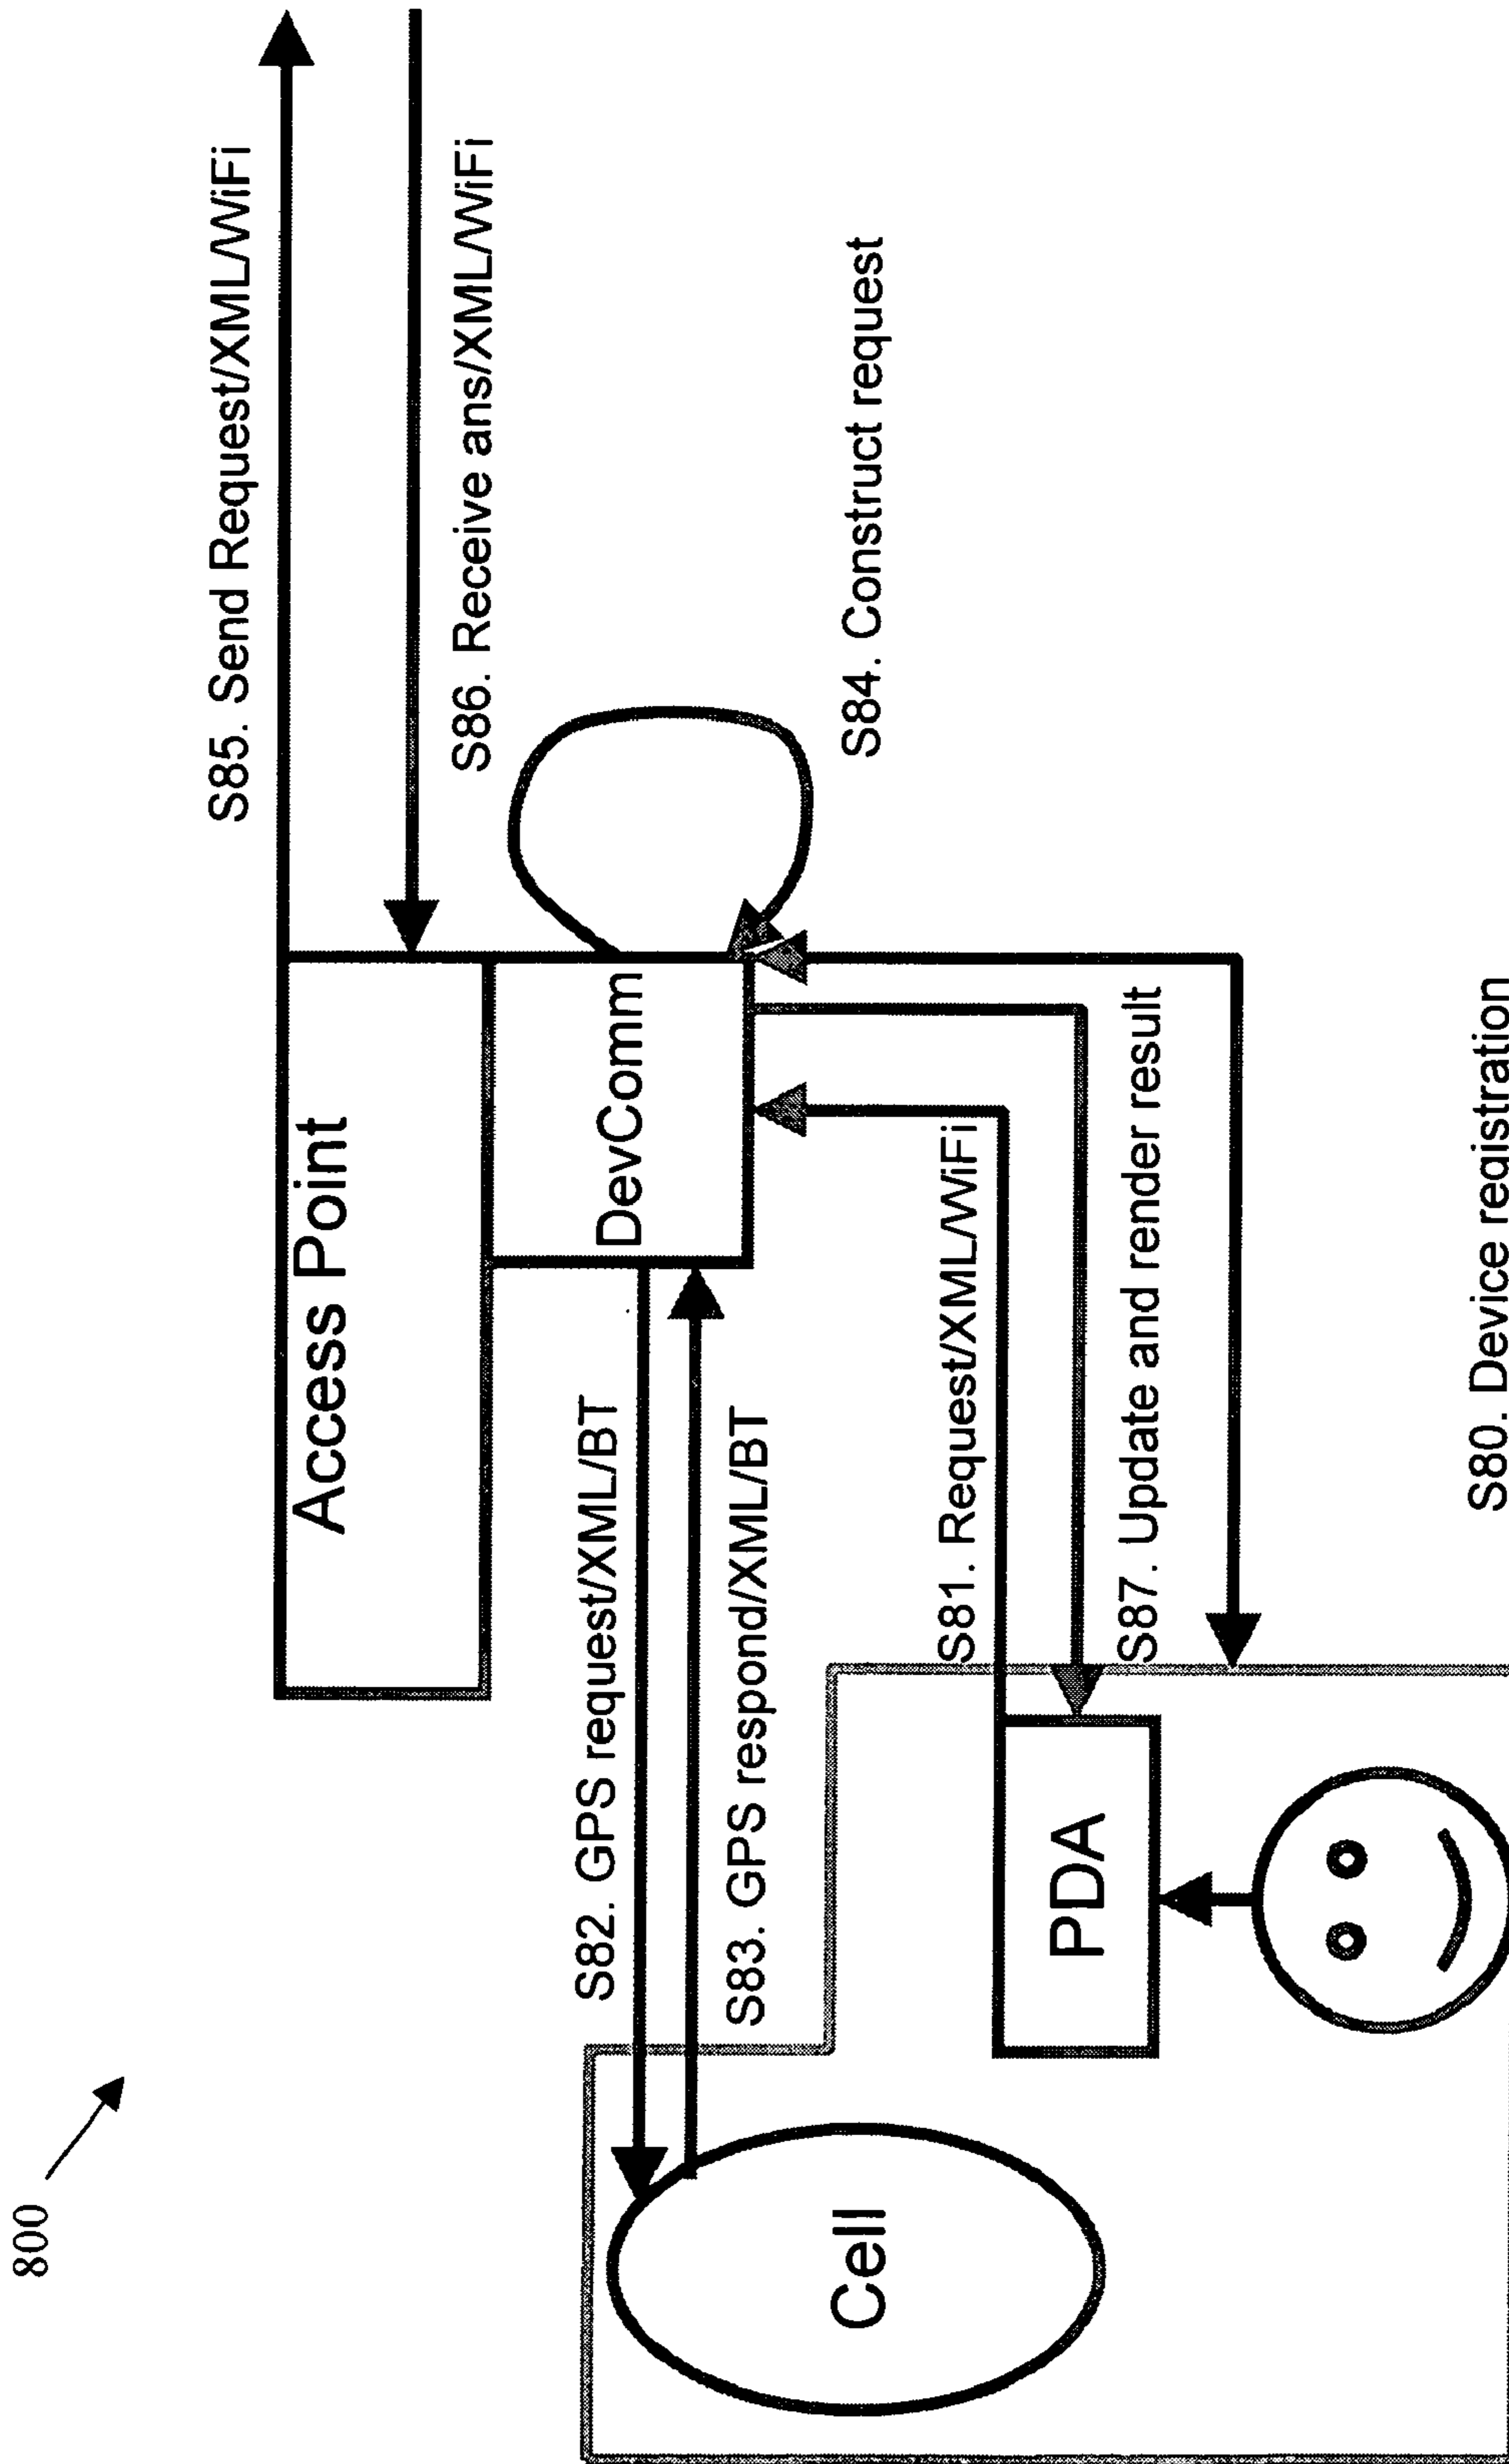 800
S85. Send Request/XML/WiFi
Access Point
S86. Receive ans/XML/WiFi
S82. GPS request/XML/BT
DevComm
S83. GPS respond/XML/BT
S84. Construct request
Cell
S81. Request/XML/WiFi
PDA
S87. Update and render result
S80. Device registration